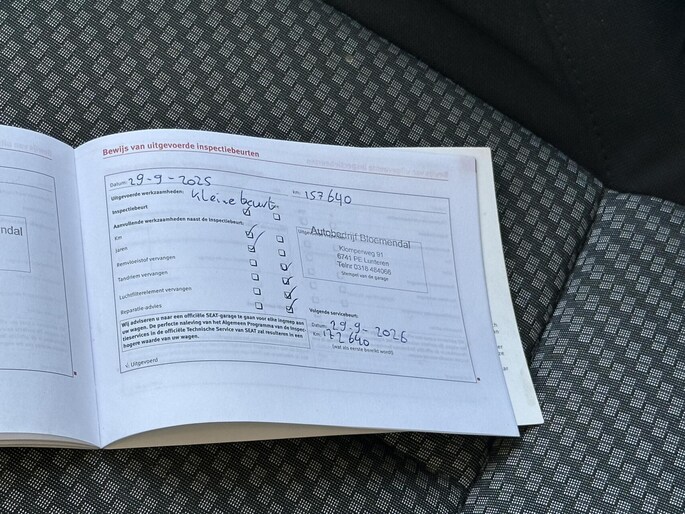 Bewijs van uitgevoerde inspectiebeurten
Datum: 29-9-2025
Km: 157640
Uitgevoerde werkzaamheden: Kleine beurt
Inspectiebeurt
Aanvullende werkzaamheden naast de inspectiebeurt:
Km
Jaren
Remvloeistof vervangen
Tandriem vervangen
Luchtfilterelement vervangen
Reparatie-advies
Autobedrijf Bloemendal
Klomperweg 91
6741 PE Lunteren
Telnr 0318 484066
Stempel van de garage
Volgende servicebeurt:
Datum: 29-9-2026
Km: 172640
(wat als eerste bereikt wordt)
Wij adviseren u naar een officiële SEAT-garage te gaan voor elke ingreep aan
uw wagen. De perfecte naleving van het Algemeen Programma van de Inspec-
tieservices in de officiële Technische Service van SEAT zal resulteren in een
hogere waarde van uw wagen.
Uitgevoerd
ndal